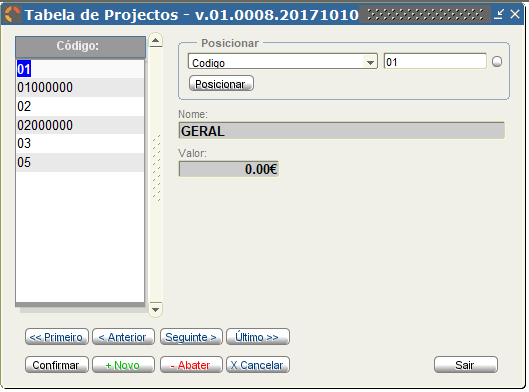 Tabela de Projectos - v.01.0008.20171010
Código:
01
01000000
02
02000000
03
05
Posicionar
Codigo
01
Posicionar
Nome:
GERAL
Valor:
0.00€
<< Primeiro
< Anterior
Seguinte >
Último >>
Confirmar
+ Novo
- Abater
X Cancelar
Sair